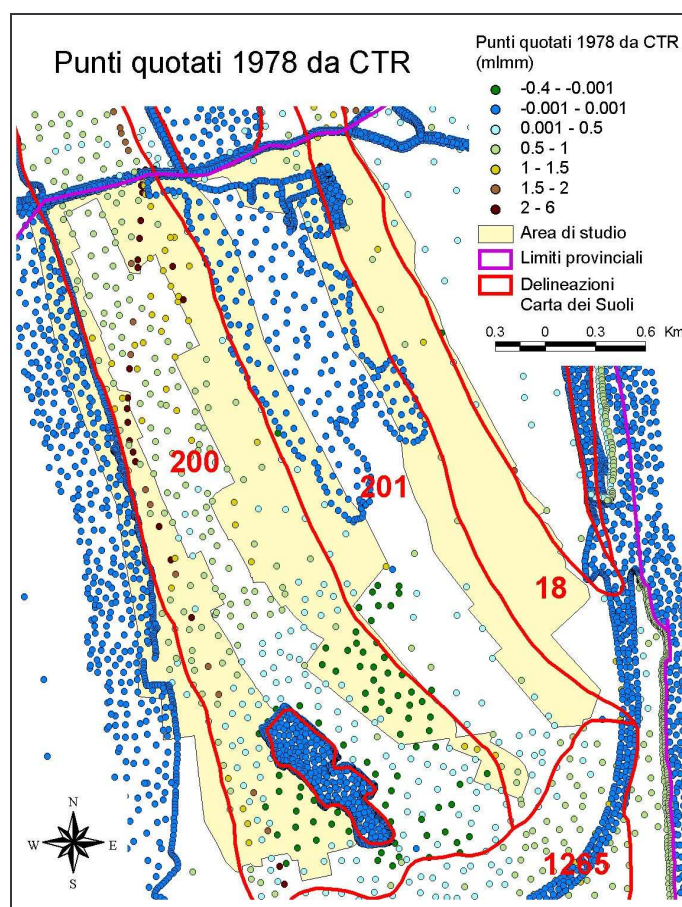 Punti quotati 1978 da CTR
Punti quotati 1978 da CTR
(mlmm)
-0.4 - -0.001
-0.001 - 0.001
0.001 - 0.5
0.5 - 1
1 - 1.5
1.5 - 2
2 - 6
Area di studio
Limiti provinciali
Delineazioni
Carta dei Suoli
0.3 0 0.3 0.6 Km
200
201
18
1265
N
W E
S